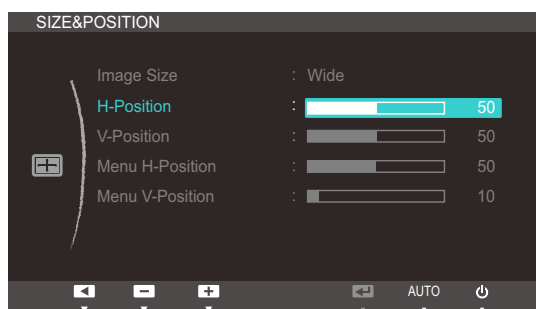 SIZE&POSITION
Image Size : Wide
H-Position : 50
V-Position : 50
Menu H-Position : 50
Menu V-Position : 10
AUTO